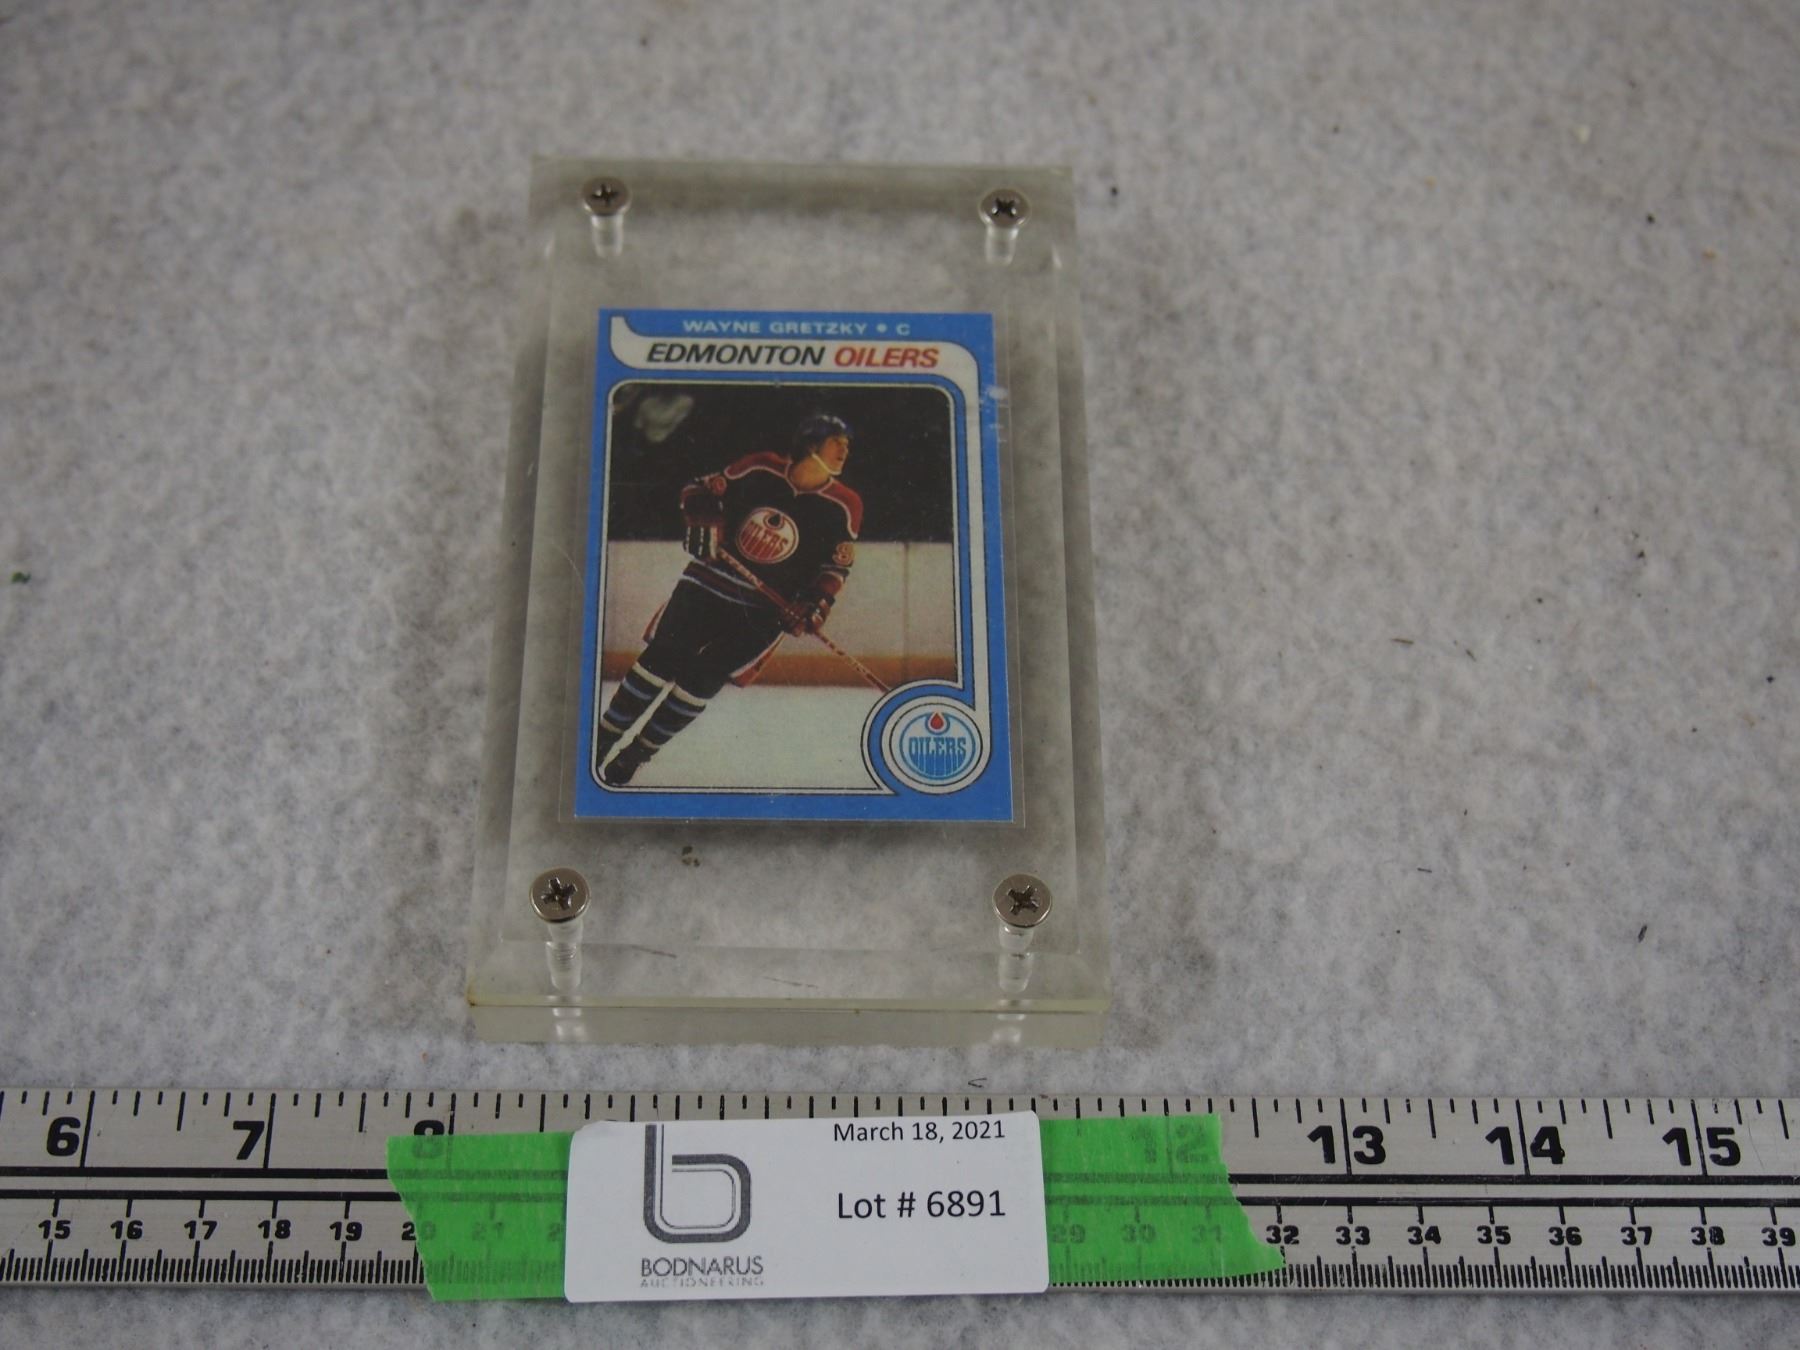 WAYNE GRETZKY • C
EDMONTON OILERS
OILERS
9
OILERS
6 7 8 12 13 14 15
March 18, 2021
Lot # 6891
BODNARUS
AUCTIONEERING
15 16 17 18 19 20 21 29 30 31 32 33 34 35 36 37 38 39